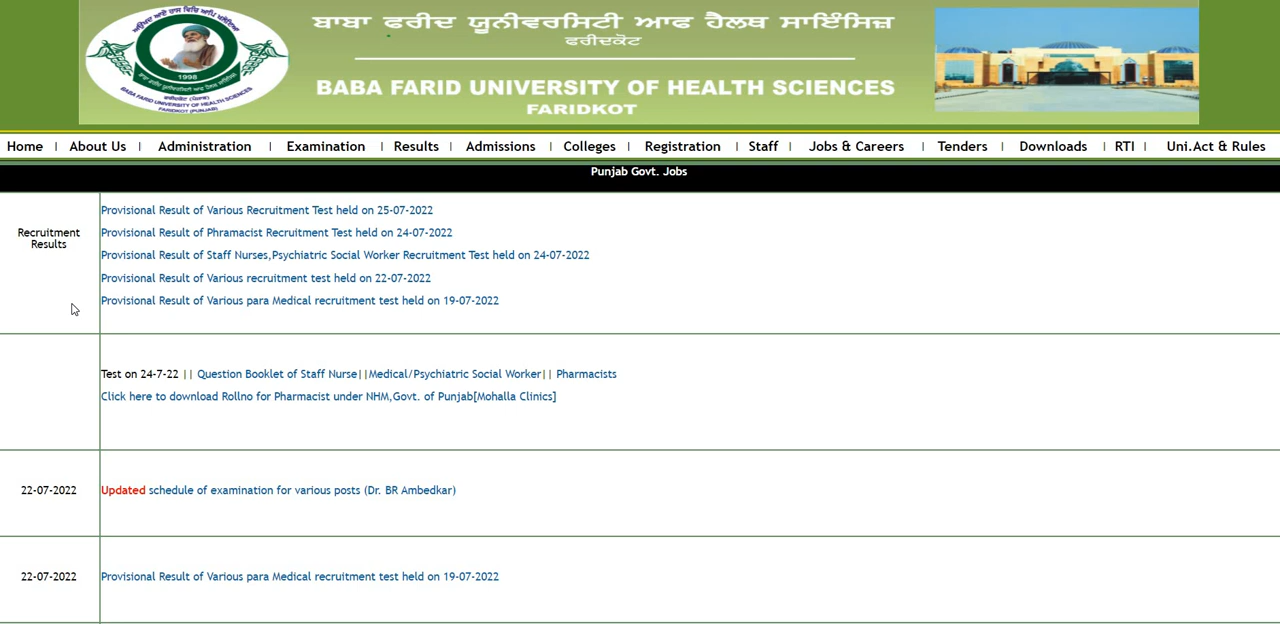 ਬਾਬਾ ਫਰੀਦ ਯੂਨੀਵਰਸਿਟੀ ਆਫ ਹੈਲਥ ਸਾਇੰਸਿਜ਼
ਫਰੀਦਕੋਟ
BABA FARID UNIVERSITY OF HEALTH SCIENCES
FARIDKOT
1998
BABA FARID UNIVERSITY OF HEALTH SCIENCES
FARIDKOT (PUNJAB)
Home | About Us | Administration | Examination | Results | Admissions | Colleges | Registration | Staff | Jobs & Careers | Tenders | Downloads | RTI | Uni.Act & Rules
Punjab Govt. Jobs
Recruitment
Results
Provisional Result of Various Recruitment Test held on 25-07-2022
Provisional Result of Phramacist Recruitment Test held on 24-07-2022
Provisional Result of Staff Nurses,Psychiatric Social Worker Recruitment Test held on 24-07-2022
Provisional Result of Various recruitment test held on 22-07-2022
Provisional Result of Various para Medical recruitment test held on 19-07-2022
Test on 24-7-22 || Question Booklet of Staff Nurse||Medical/Psychiatric Social Worker|| Pharmacists
Click here to download Rollno for Pharmacist under NHM,Govt. of Punjab[Mohalla Clinics]
22-07-2022 Updated schedule of examination for various posts (Dr. BR Ambedkar)
22-07-2022 Provisional Result of Various para Medical recruitment test held on 19-07-2022